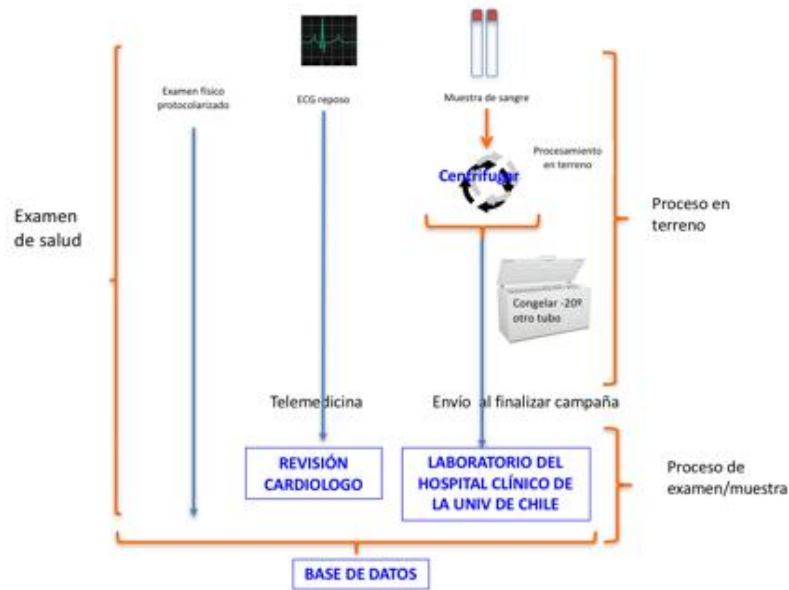 Examen físico
protocolarizado
ECG reposo
Muestra de sangre
Procesamiento
en terreno
Centrifugar
Examen
de salud
Proceso en
terreno
Congelar -20º
otro tubo
Telemedicina
Envío al finalizar campaña
REVISIÓN
CARDIOLOGO
LABORATORIO DEL
HOSPITAL CLÍNICO DE
LA UNIV DE CHILE
Proceso de
examen/muestra
BASE DE DATOS